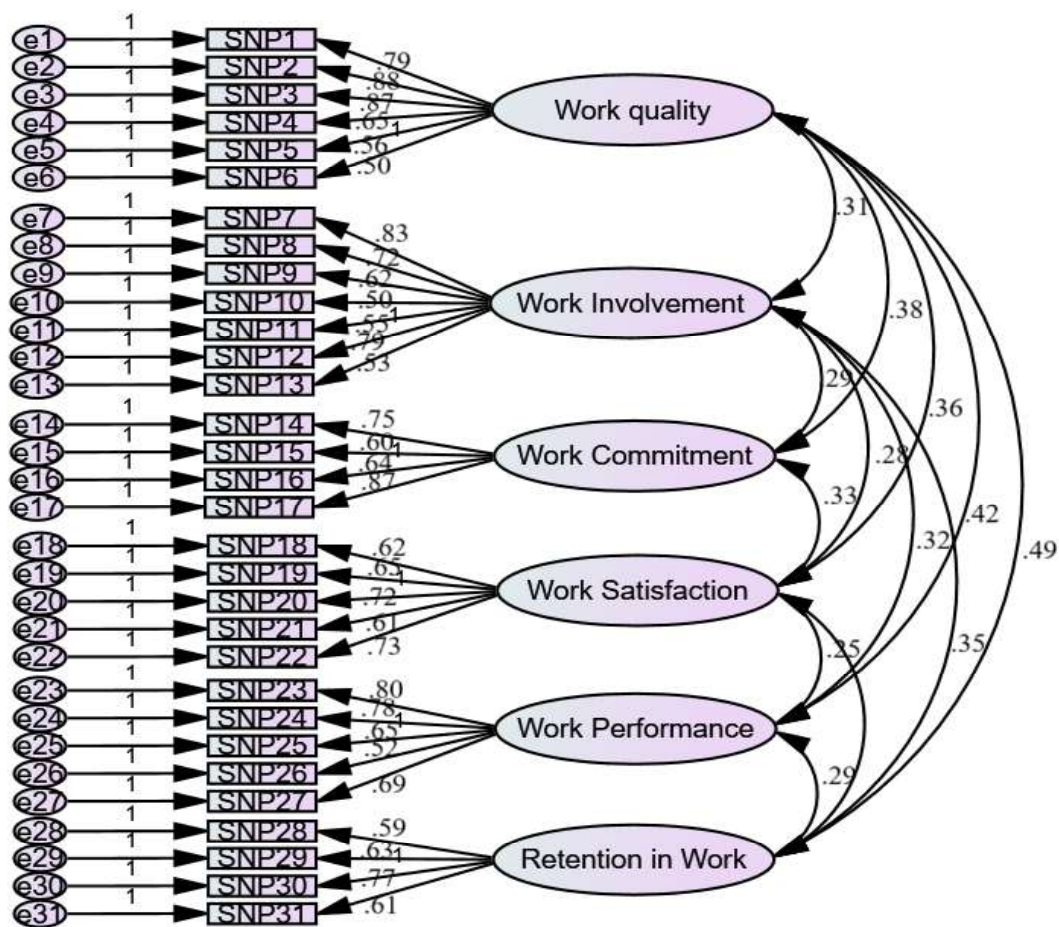 1
e1 SNP1 .79
1
e2 SNP2 .88
1
e3 SNP3 .87
1
e4 SNP4 .65
1
e5 SNP5 .56 1
1
e6 SNP6 .50
Work quality
.31
1
e7 SNP7 .83
1
e8 SNP8 .72
1
e9 SNP9 .62
1
e10 SNP10 .50
1
e11 SNP11 .55 1
1
e12 SNP12 .79
1
e13 SNP13 .53
Work Involvement
.38
.29
1
e14 SNP14 .75
1
e15 SNP15 .60 1
1
e16 SNP16 .64
1
e17 SNP17 .87
Work Commitment
.36
.28
.33
.42
.32
.49
1
e18 SNP18 .62
1
e19 SNP19 .65 1
1
e20 SNP20 .72
1
e21 SNP21 .61
1
e22 SNP22 .73
Work Satisfaction
.25
.35
1
e23 SNP23 .80
1
e24 SNP24 .78 1
1
e25 SNP25 .65
1
e26 SNP26 .52
1
e27 SNP27 .69
Work Performance
.29
1
e28 SNP28 .59
1
e29 SNP29 .63 1
1
e30 SNP30 .77
1
e31 SNP31 .61
Retention in Work